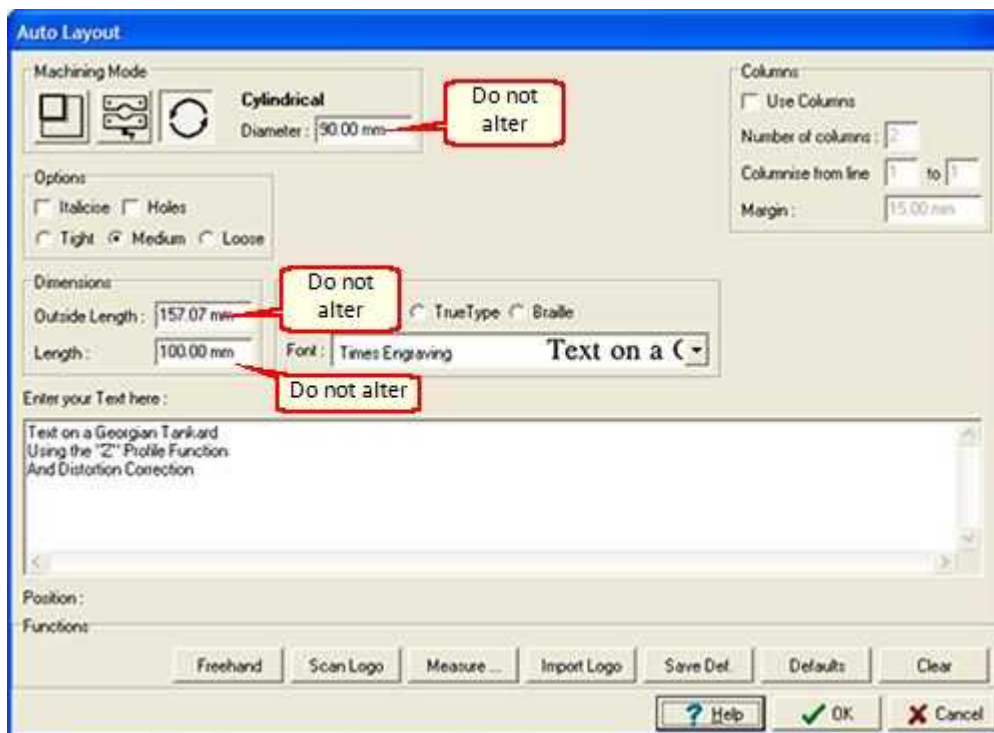 Auto Layout
Machining Mode
Cylindrical
Diameter : 90.00 mm
Do not
alter
Columns
Use Columns
Number of columns : 2
Columnise from line 1 to 1
Margin : 15.00 mm
Options
Italicise Holes
Tight Medium Loose
Dimensions
Outside Length : 157.07 mm
Length : 100.00 mm
Do not
alter
Do not alter
TrueType Braille
Font : Times Engraving Text on a (
Enter your Text here :
Text on a Georgian Tankard
Using the "Z" Profile Function
And Distortion Correction
Position :
Functions
Freehand Scan Logo Measure ... Import Logo Save Def. Defaults Clear
? Help OK Cancel